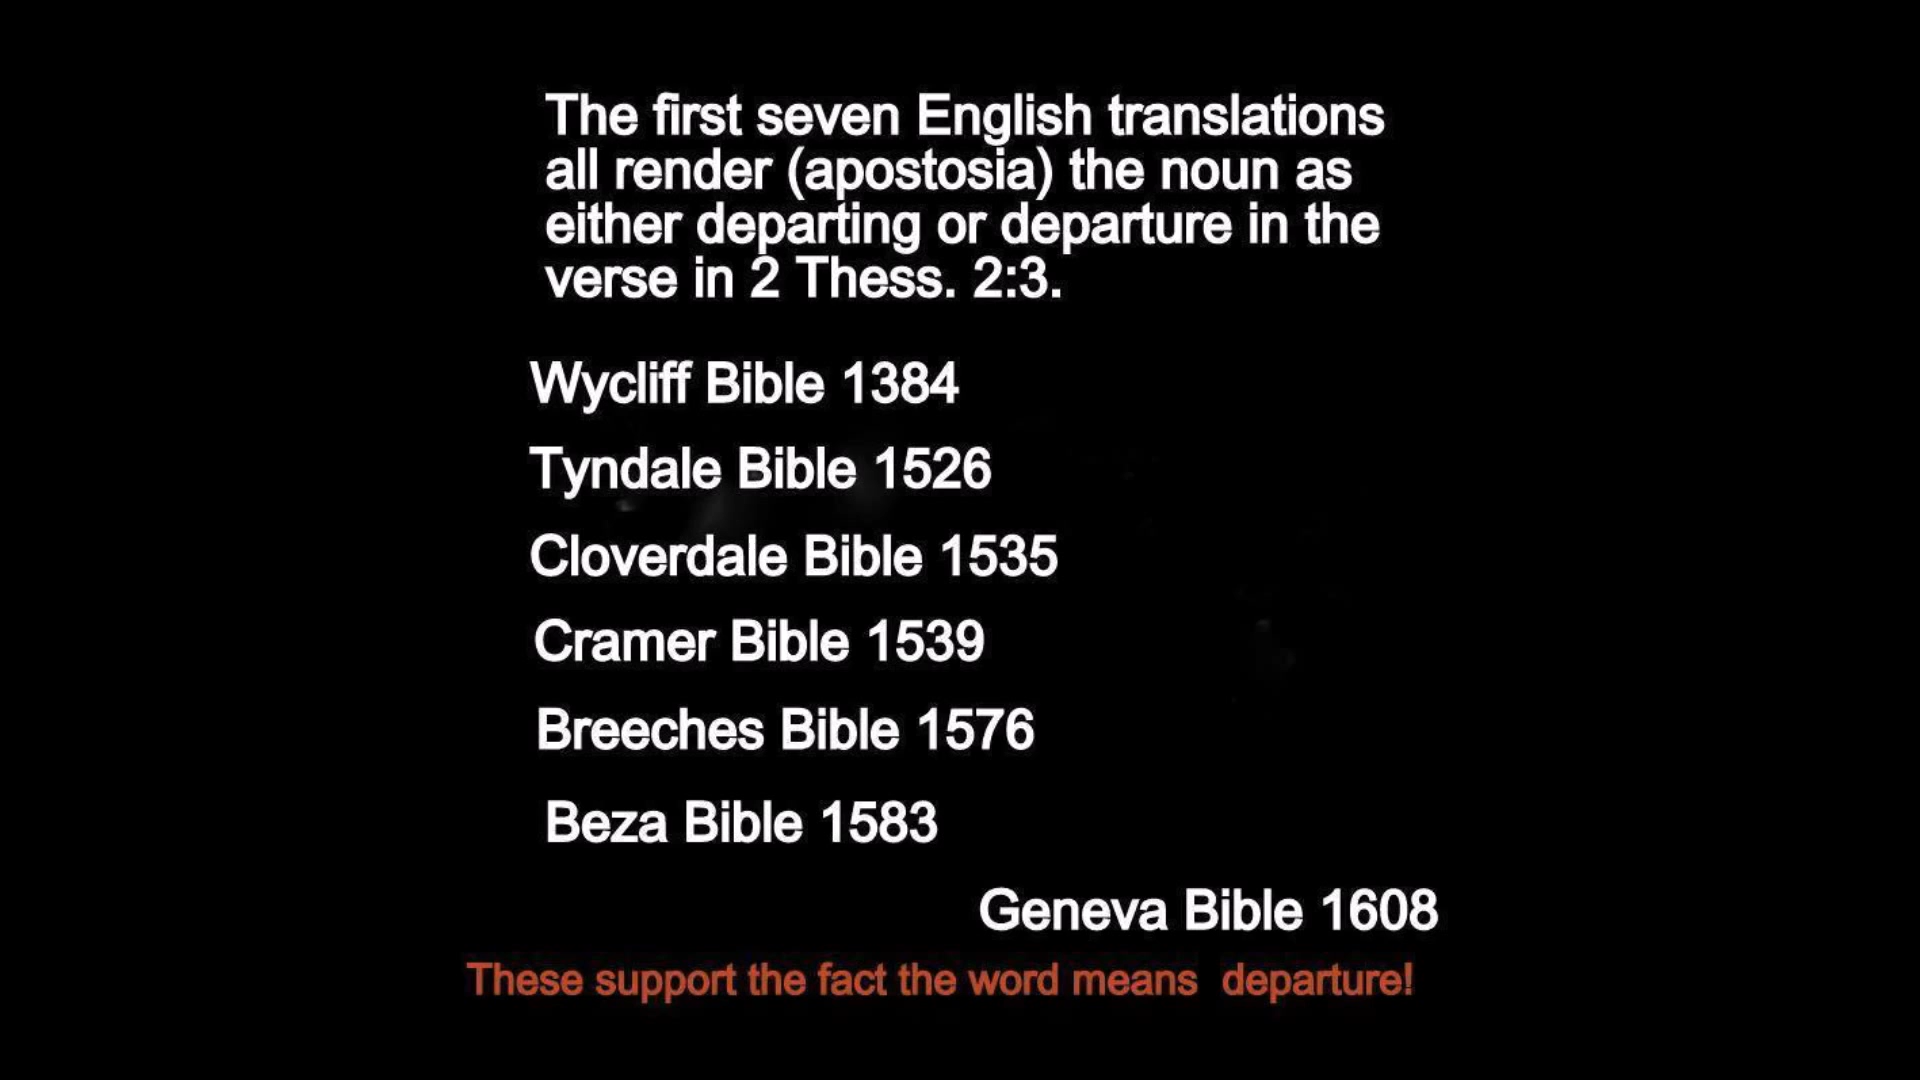 The first seven English translations
all render (apostosia) the noun as
either departing or departure in the
verse in 2 Thess. 2:3.
Wycliff Bible 1384
Tyndale Bible 1526
Cloverdale Bible 1535
Cramer Bible 1539
Breeches Bible 1576
Beza Bible 1583
Geneva Bible 1608
These support the fact the word means departure!